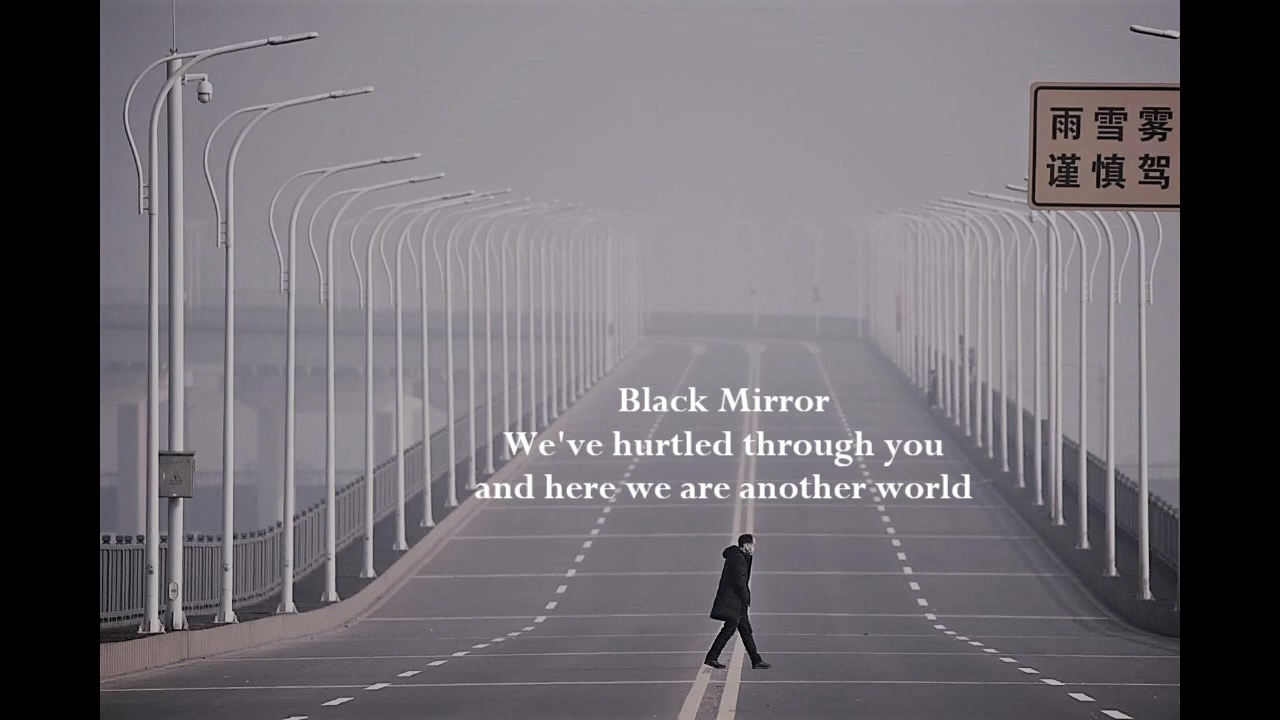 雨雪雾
谨慎驾
Black Mirror
We've hurtled through you
and here we are another world